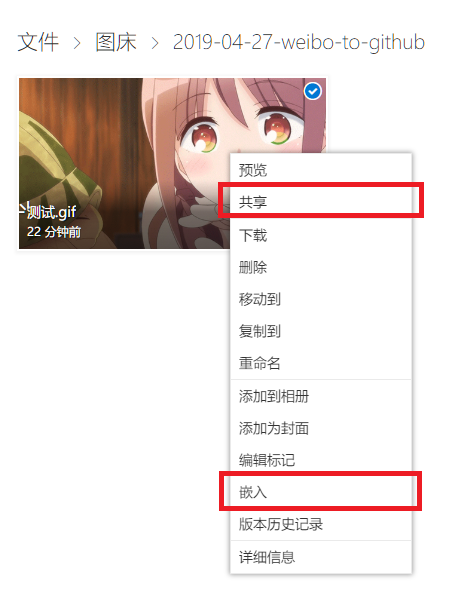 文件 > 图床 > 2019-04-27-weibo-to-github
测试.gif
22 分钟前
预览
共享
下载
删除
移动到
复制到
重命名
添加到相册
添加为封面
编辑标记
嵌入
版本历史记录
详细信息